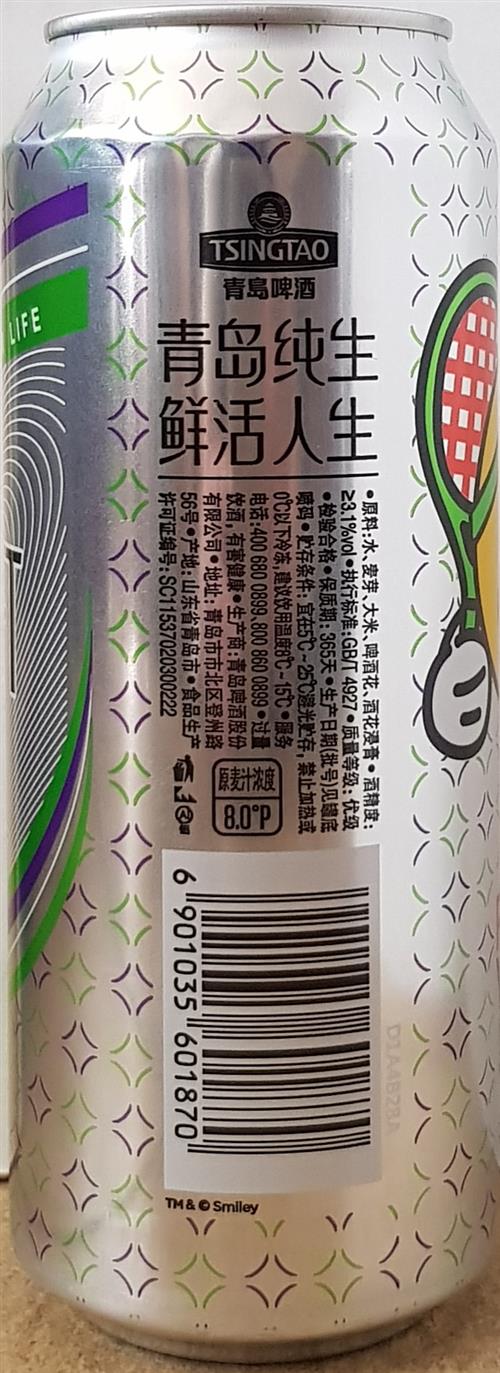 LIFE
TSINGTAO
青岛啤酒
青岛纯生
鲜活人生
•原料:水、麦芽、大米、啤酒花、酒花浸膏•酒精度:
≥3.1%vol•执行标准:GB/T 4927•质量等级:优级
•检验合格•保质期:365天•生产日期(批号)见罐底
喷码•贮存条件:宜在5℃~25℃避光贮存,禁止加热或
0℃以下冷冻,建议饮用温度0℃~15℃•服务
电话:400 680 0899、800 860 0899•过量
饮酒,有害健康•生产商:青岛啤酒股份
有限公司•地址:青岛市市北区登州路
56号•产地:山东省青岛市•食品生产
许可证编号:SC11537020300222
原麦汁浓度
8.0°P
6 901035 601870
D1A4B28A
TM & © Smiley